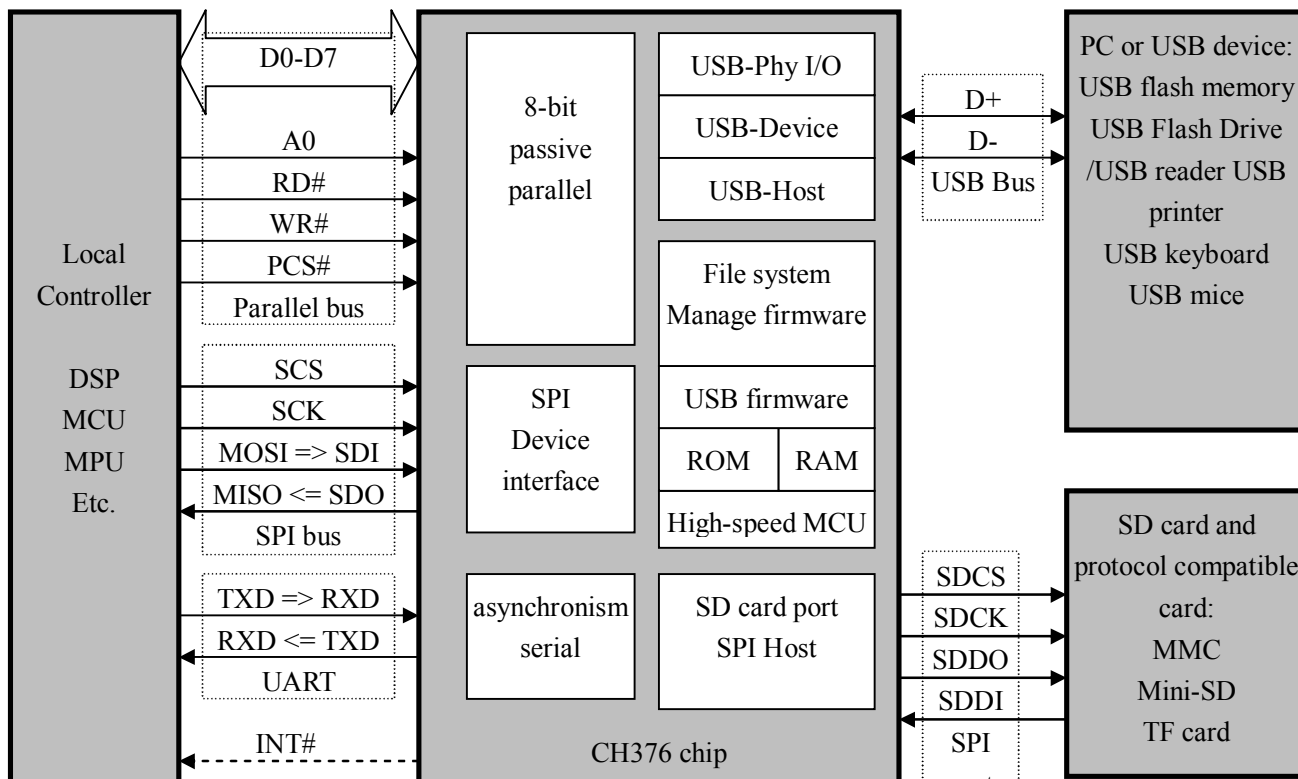 Local
Controller
DSP
MCU
MPU
Etc.
D0-D7
A0
RD#
WR#
PCS#
Parallel bus
SCS
SCK
MOSI => SDI
MISO <= SDO
SPI bus
TXD => RXD
RXD <= TXD
UART
INT#
8-bit
passive
parallel
SPI
Device
interface
asynchronism
serial
USB-Phy I/O
USB-Device
USB-Host
File system
Manage firmware
USB firmware
ROM
RAM
High-speed MCU
SD card port
SPI Host
CH376 chip
D+
D-
USB Bus
SDCS
SDCK
SDDO
SDDI
SPI
PC or USB device:
USB flash memory
USB Flash Drive
/USB reader USB
printer
USB keyboard
USB mice
SD card and
protocol compatible
card:
MMC
Mini-SD
TF card